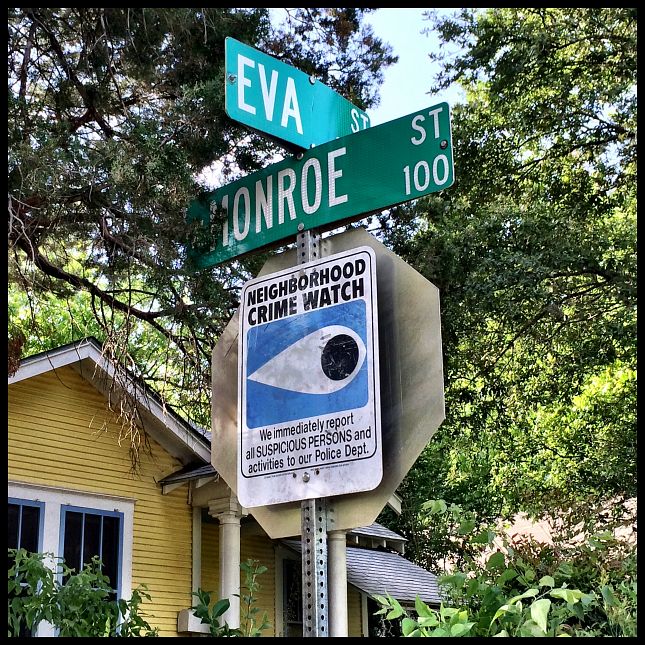 EVA ST
MONROE ST
100
NEIGHBORHOOD
CRIME WATCH
We immediately report
all SUSPICIOUS PERSONS and
activities to our Police Dept.